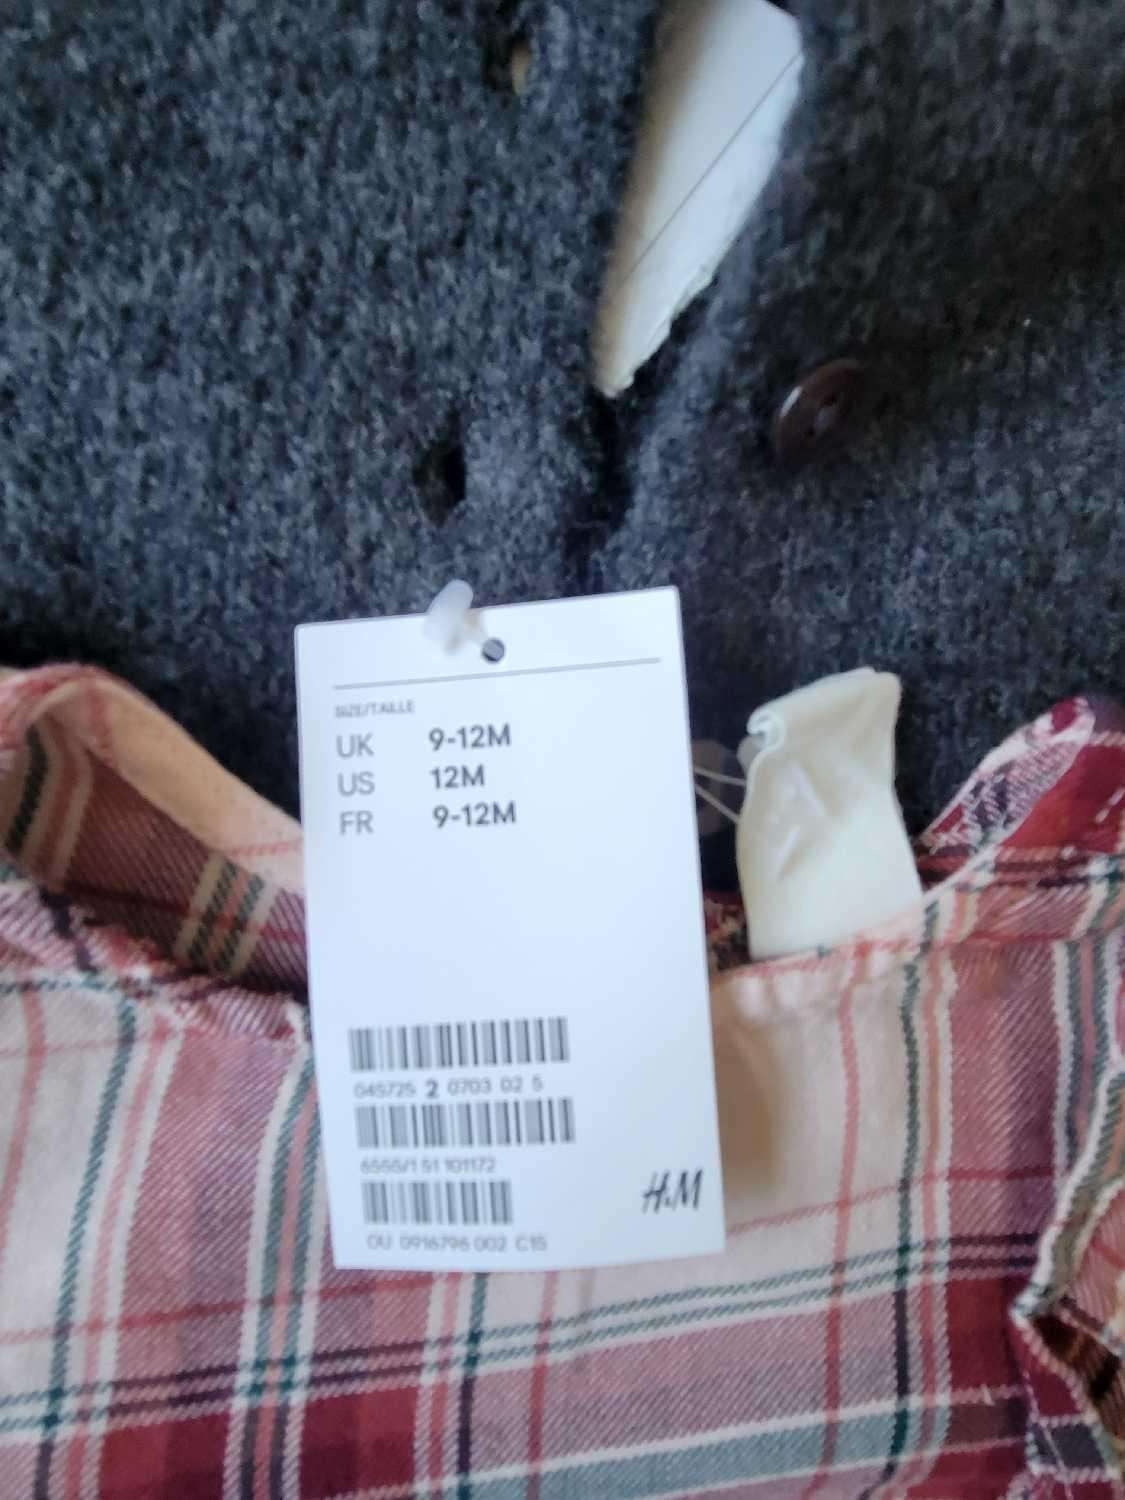 SIZE/TAILLE
UK 9-12M
US 12M
FR 9-12M
045725 2 0703 02 5
6555/1 51 101172
OU 0916796 002 C15
H&M